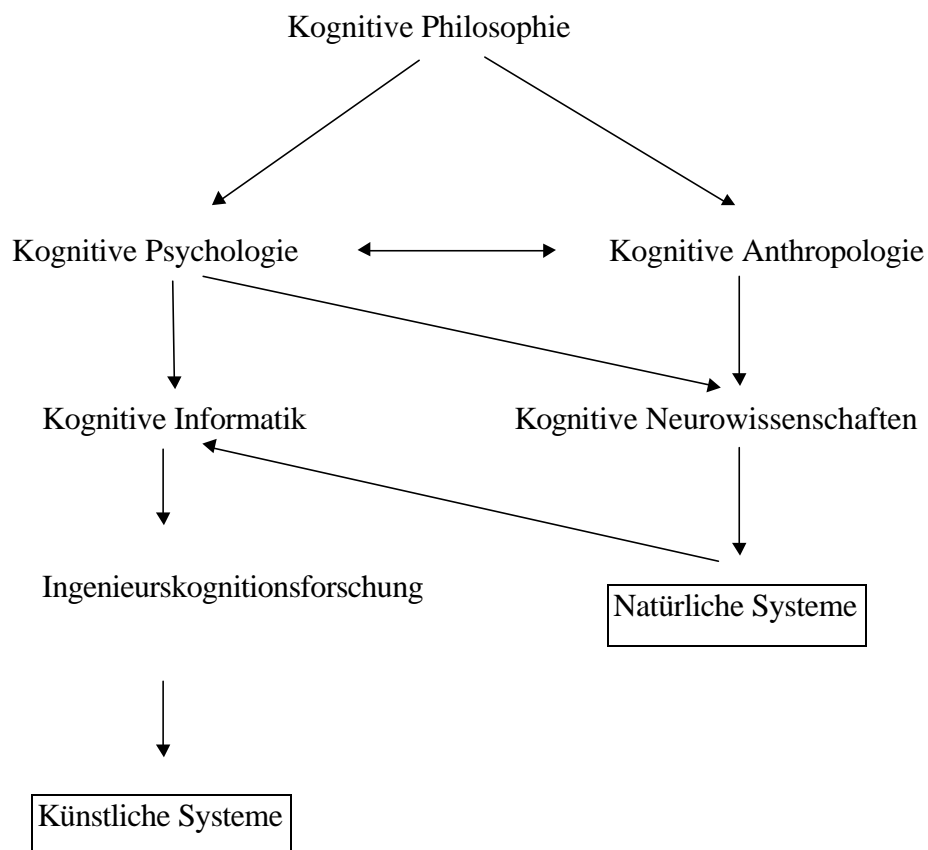 Kognitive Philosophie
Kognitive Psychologie
Kognitive Anthropologie
Kognitive Informatik
Kognitive Neurowissenschaften
Ingenieurskognitionsforschung
Natürliche Systeme
Künstliche Systeme